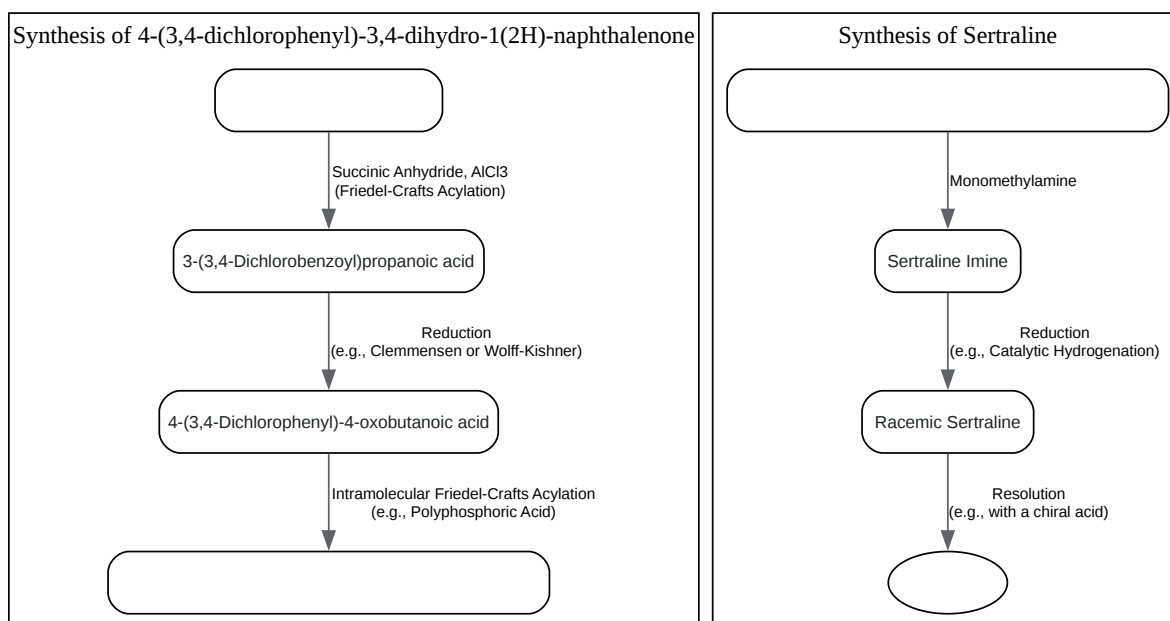 Synthesis of 4-(3,4-dichlorophenyl)-3,4-dihydro-1(2H)-naphthalenone
Succinic Anhydride, AlCl3
(Friedel-Crafts Acylation)
3-(3,4-Dichlorobenzoyl)propanoic acid
Reduction
(e.g., Clemmensen or Wolff-Kishner)
4-(3,4-Dichlorophenyl)-4-oxobutanoic acid
Intramolecular Friedel-Crafts Acylation
(e.g., Polyphosphoric Acid)
Synthesis of Sertraline
Monomethylamine
Sertraline Imine
Reduction
(e.g., Catalytic Hydrogenation)
Racemic Sertraline
Resolution
(e.g., with a chiral acid)